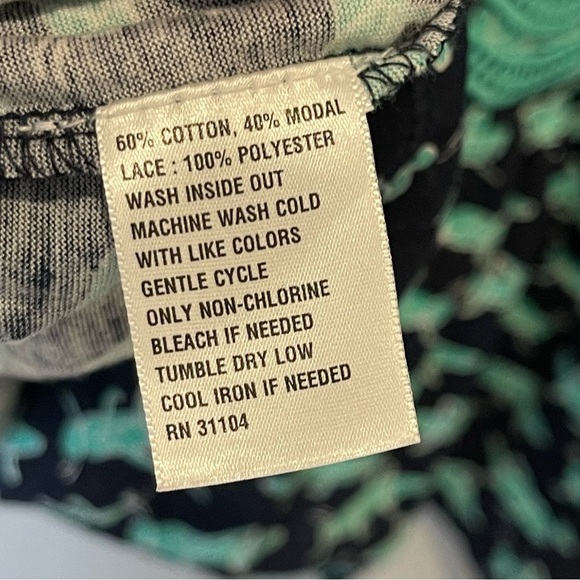 60% COTTON, 40% MODAL
LACE : 100% POLYESTER
WASH INSIDE OUT
MACHINE WASH COLD
WITH LIKE COLORS
GENTLE CYCLE
ONLY NON-CHLORINE
BLEACH IF NEEDED
TUMBLE DRY LOW
COOL IRON IF NEEDED
RN 31104